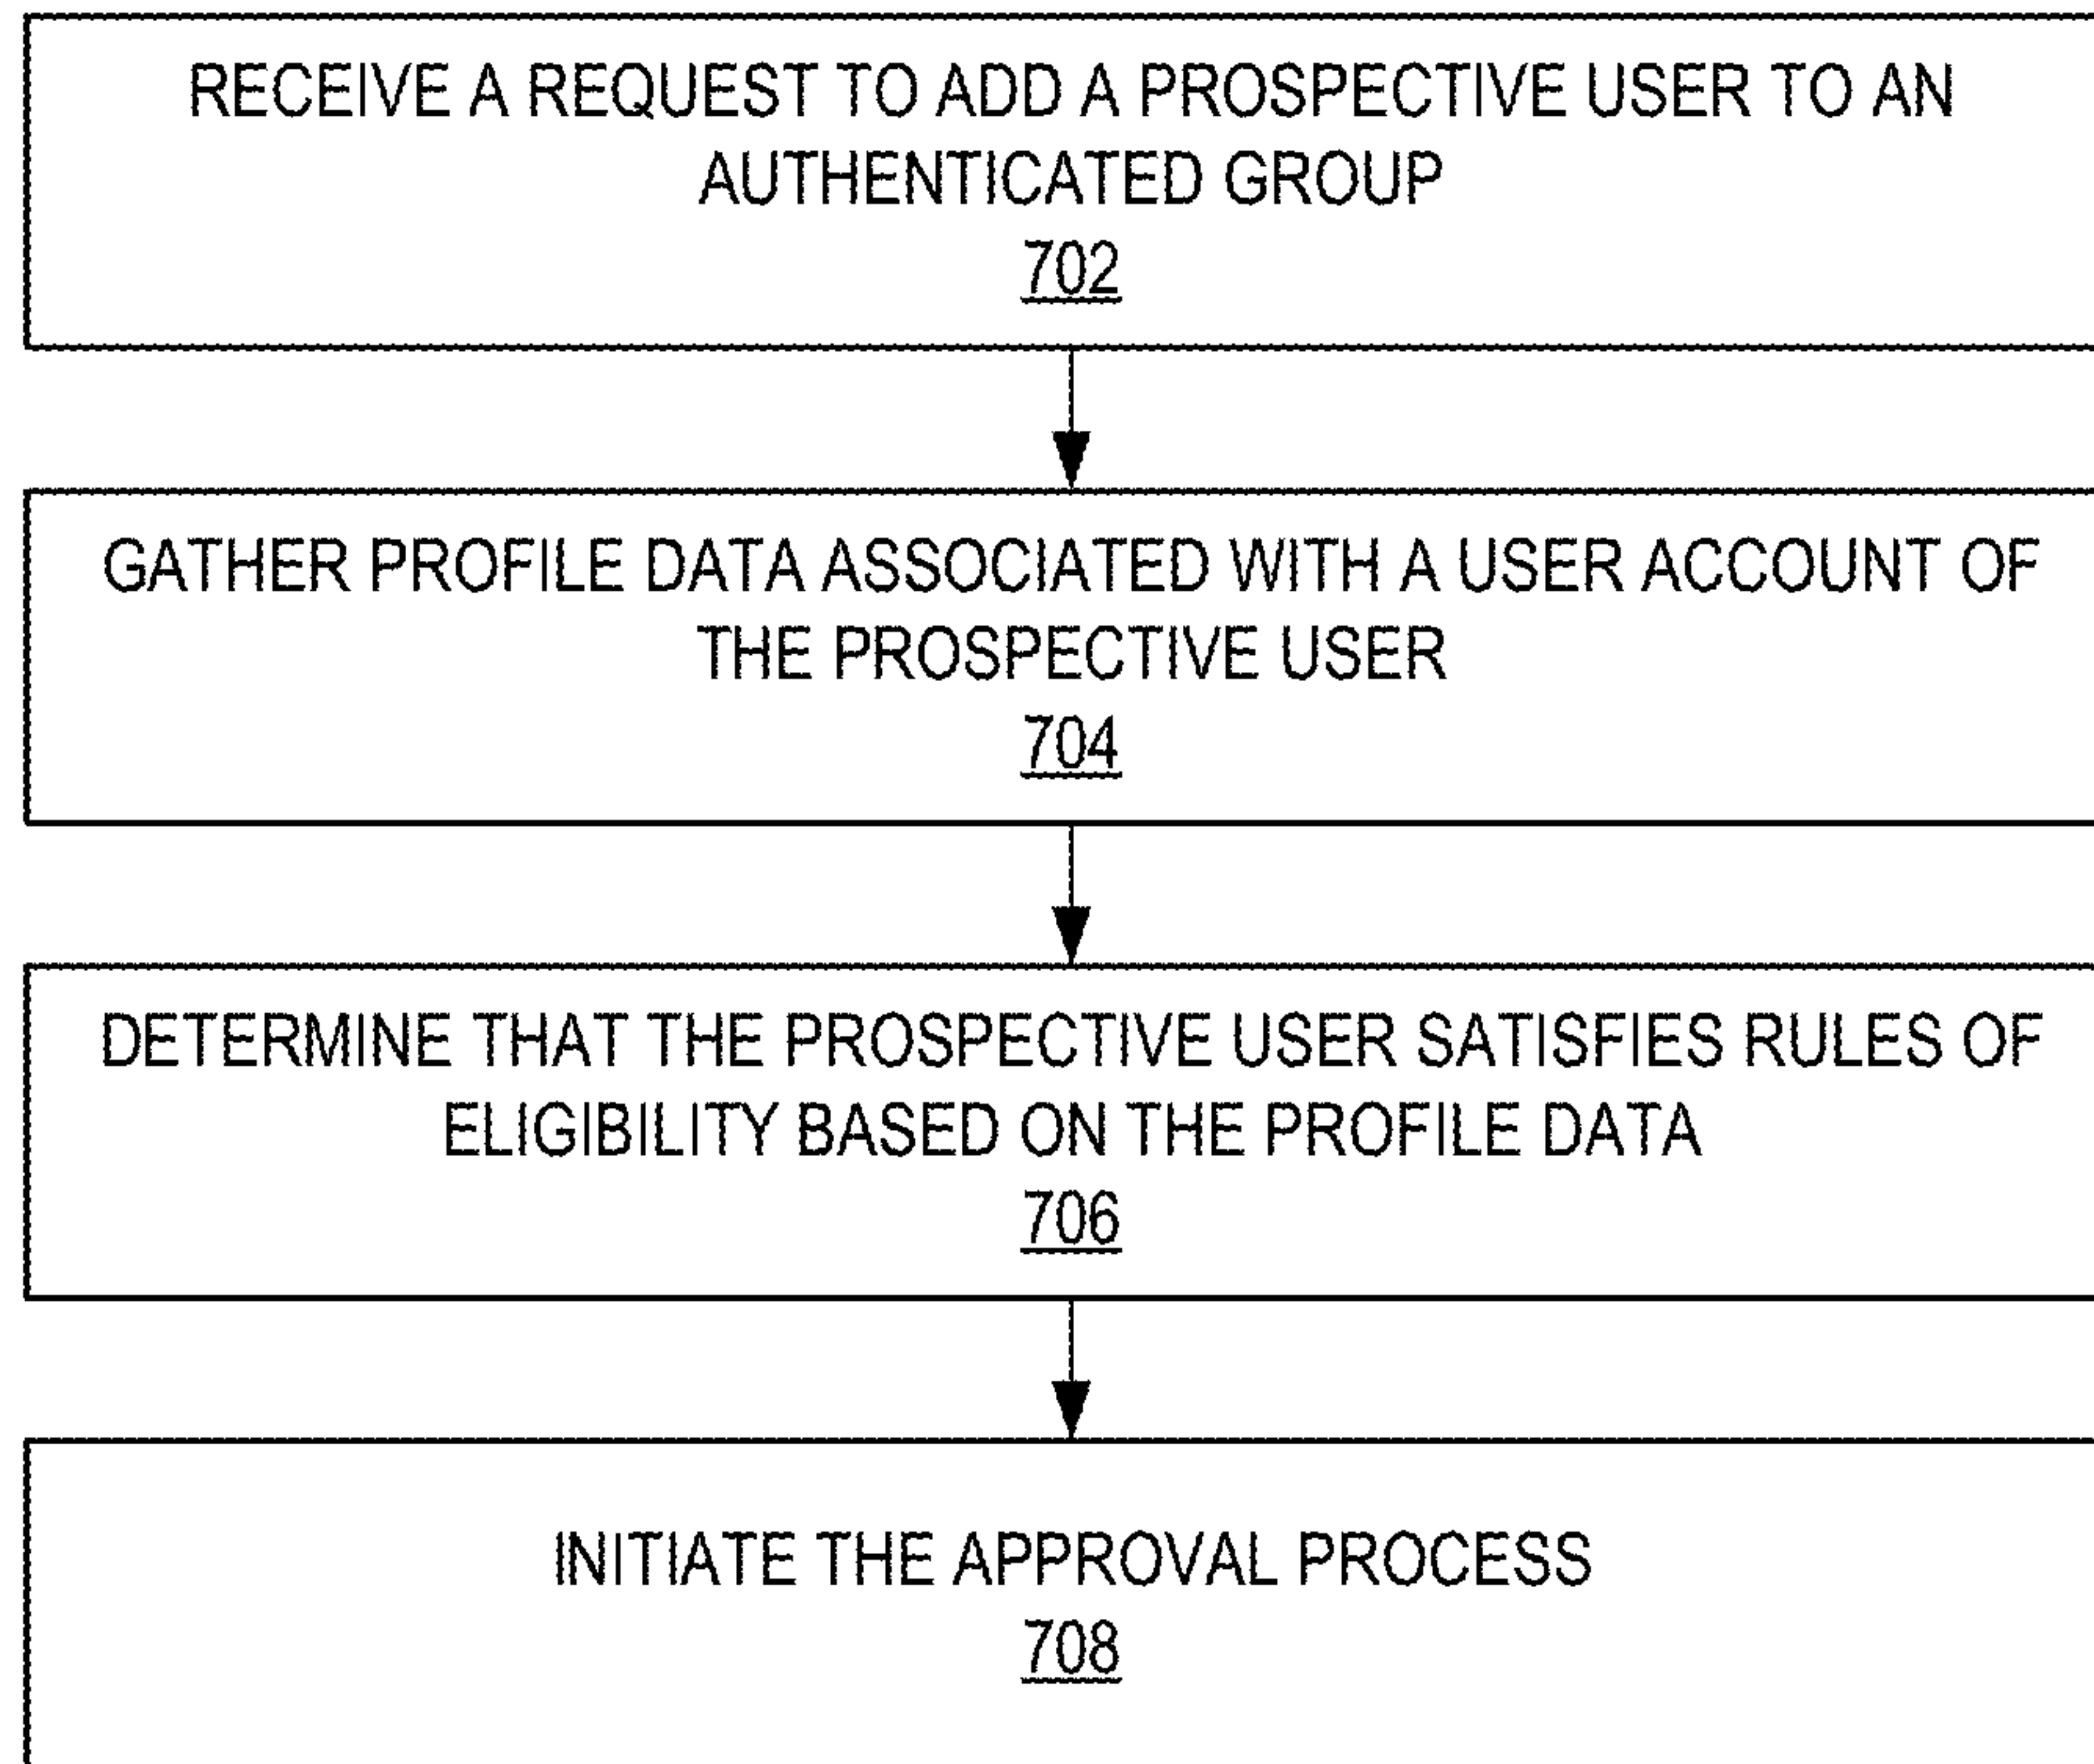 RECEIVE A REQUEST TO ADD A PROSPECTIVE USER TO AN
AUTHENTICATED GROUP
702
GATHER PROFILE DATA ASSOCIATED WITH A USER ACCOUNT OF
THE PROSPECTIVE USER
704
DETERMINE THAT THE PROSPECTIVE USER SATISFIES RULES OF
ELIGIBILITY BASED ON THE PROFILE DATA
706
INITIATE THE APPROVAL PROCESS
708